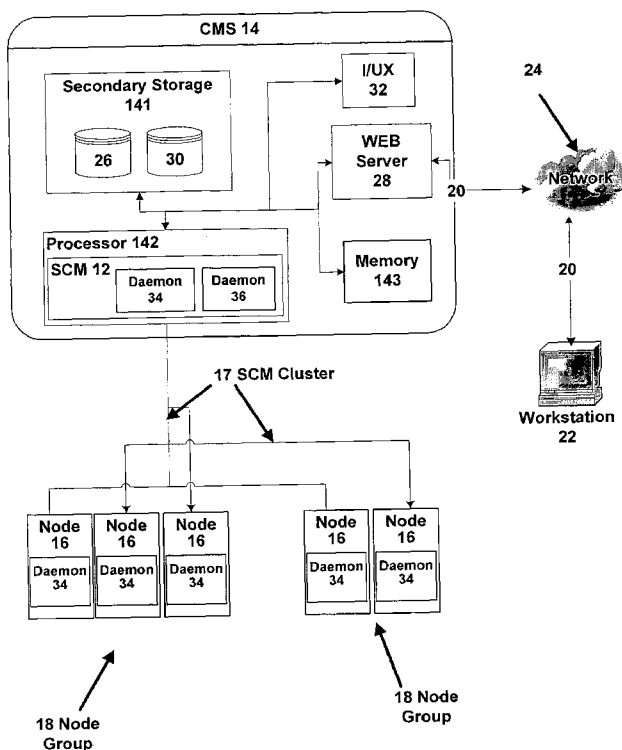 CMS 14
Secondary Storage
141
26
30
I/UX
32
WEB
Server
28
Memory
143
Processor 142
SCM 12
Daemon
34
Daemon
36
20
24
Network
20
Workstation
22
17 SCM Cluster
Node
16
Daemon
34
Node
16
Daemon
34
Node
16
Daemon
34
Node
16
Daemon
34
Node
16
Daemon
34
18 Node
Group
18 Node
Group